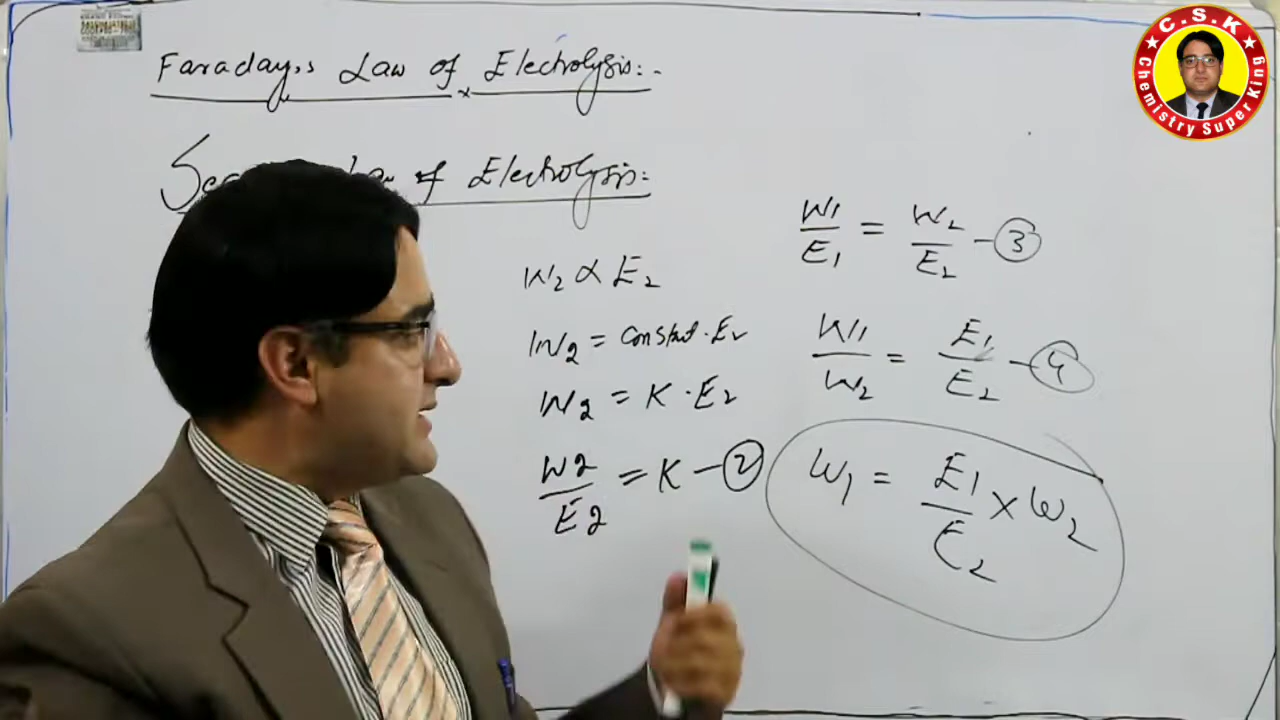 Faraday,s Law of Electrolysis:-
Law of Electrolysis:
W₂ ∝ E₂
W₂ = constant · E₂
W₂ = K · E₂
W2/E2 = K - ②
W₁/E₁ = W₂/E₂ - ③
W₁/W₂ = E₁/E₂ - ④
W₁ = E₁/E₂ × W₂
C.S.K
Chemistry Super King